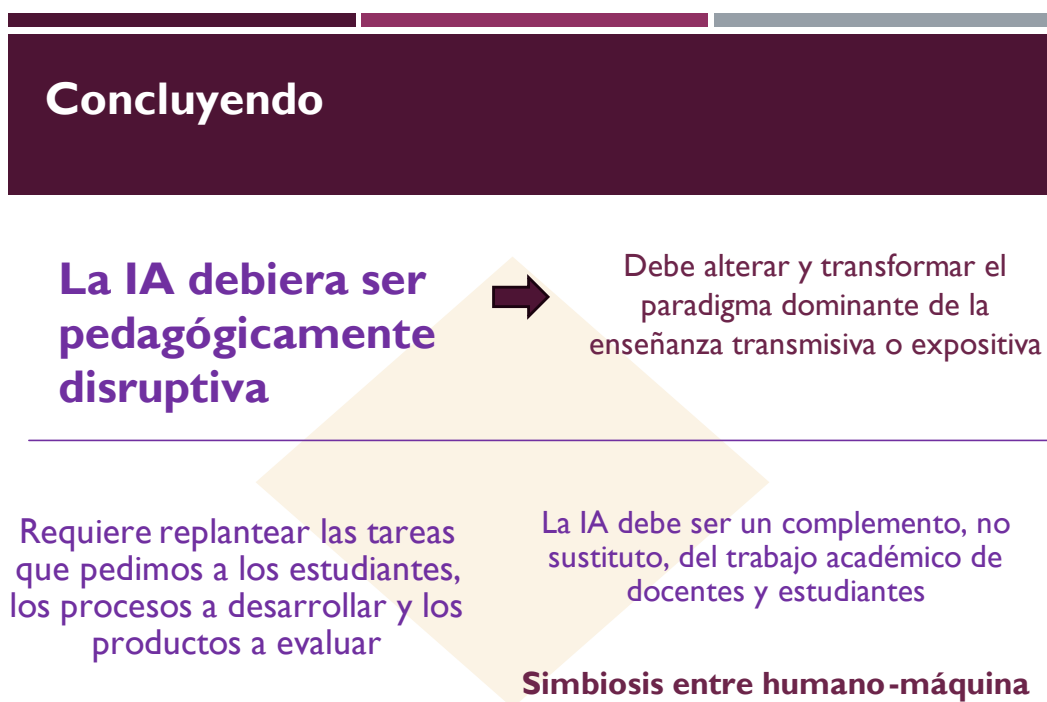 Concluyendo
La IA debiera ser
pedagógicamente
disruptiva
Debe alterar y transformar el
paradigma dominante de la
enseñanza transmisiva o expositiva
Requiere replantear las tareas
que pedimos a los estudiantes,
los procesos a desarrollar y los
productos a evaluar
La IA debe ser un complemento, no
sustituto, del trabajo académico de
docentes y estudiantes
Simbiosis entre humano-máquina